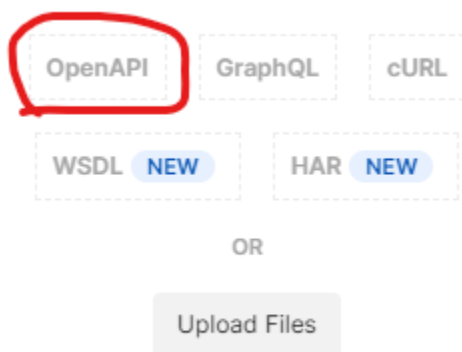 OpenAPI GraphQL cURL
WSDL NEW HAR NEW
OR
Upload Files